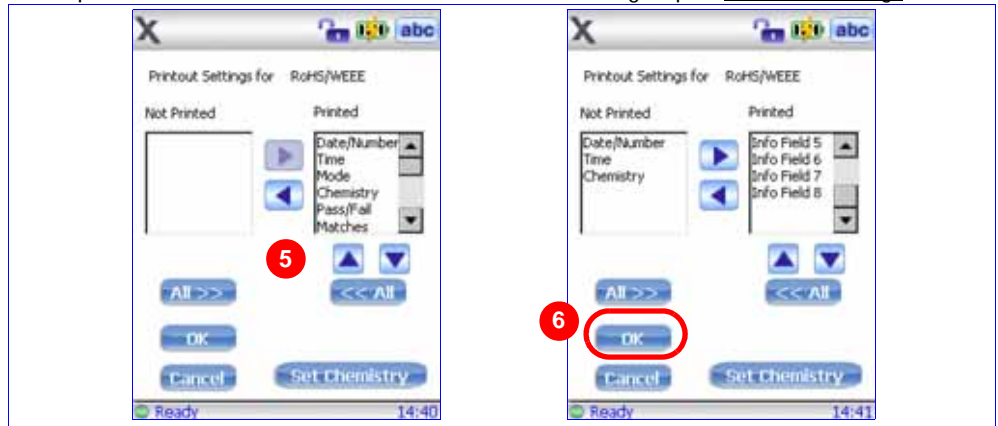 abc
Printout Settings for RoHS/WEEE
Not Printed
Printed
Date/Number
Time
Mode
Chemistry
Pass/Fail
Matches
5
All >>
<< All
OK
Cancel
Set Chemistry
Ready
14:40
abc
Printout Settings for RoHS/WEEE
Not Printed
Printed
Date/Number
Time
Chemistry
Info Field 5
Info Field 6
Info Field 7
Info Field 8
All >>
<< All
6
OK
Cancel
Set Chemistry
Ready
14:41